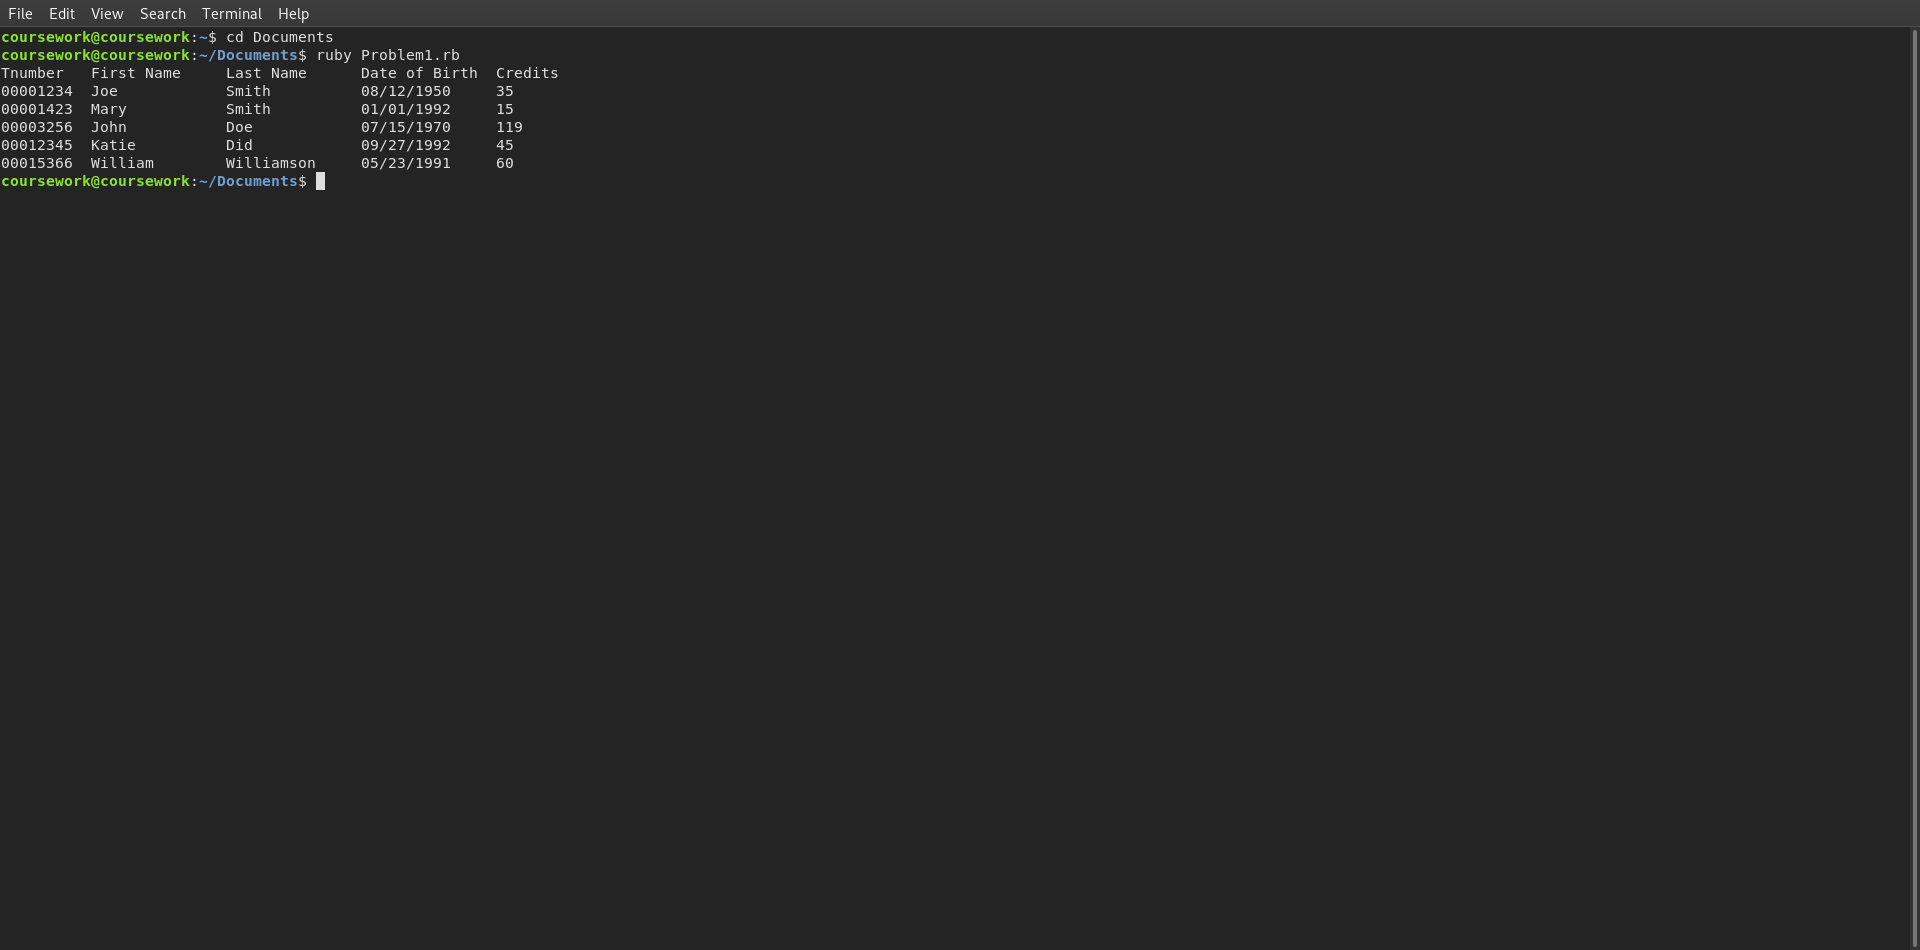 File Edit View Search Terminal Help
coursework@coursework:~$ cd Documents
coursework@coursework:~/Documents$ ruby Problem1.rb
Tnumber   First Name     Last Name      Date of Birth  Credits
00001234  Joe            Smith          08/12/1950     35
00001423  Mary           Smith          01/01/1992     15
00003256  John           Doe            07/15/1970     119
00012345  Katie          Did            09/27/1992     45
00015366  William        Williamson     05/23/1991     60
coursework@coursework:~/Documents$